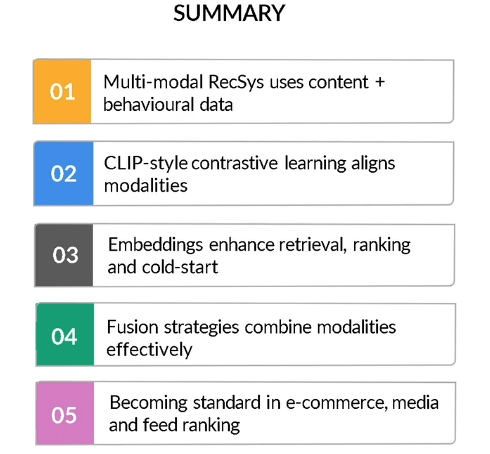 SUMMARY
01
Multi-modal RecSys uses content +
behavioural data
02
CLIP-style contrastive learning aligns
modalities
03
Embeddings enhance retrieval, ranking
and cold-start
04
Fusion strategies combine modalities
effectively
05
Becoming standard in e-commerce, media
and feed ranking